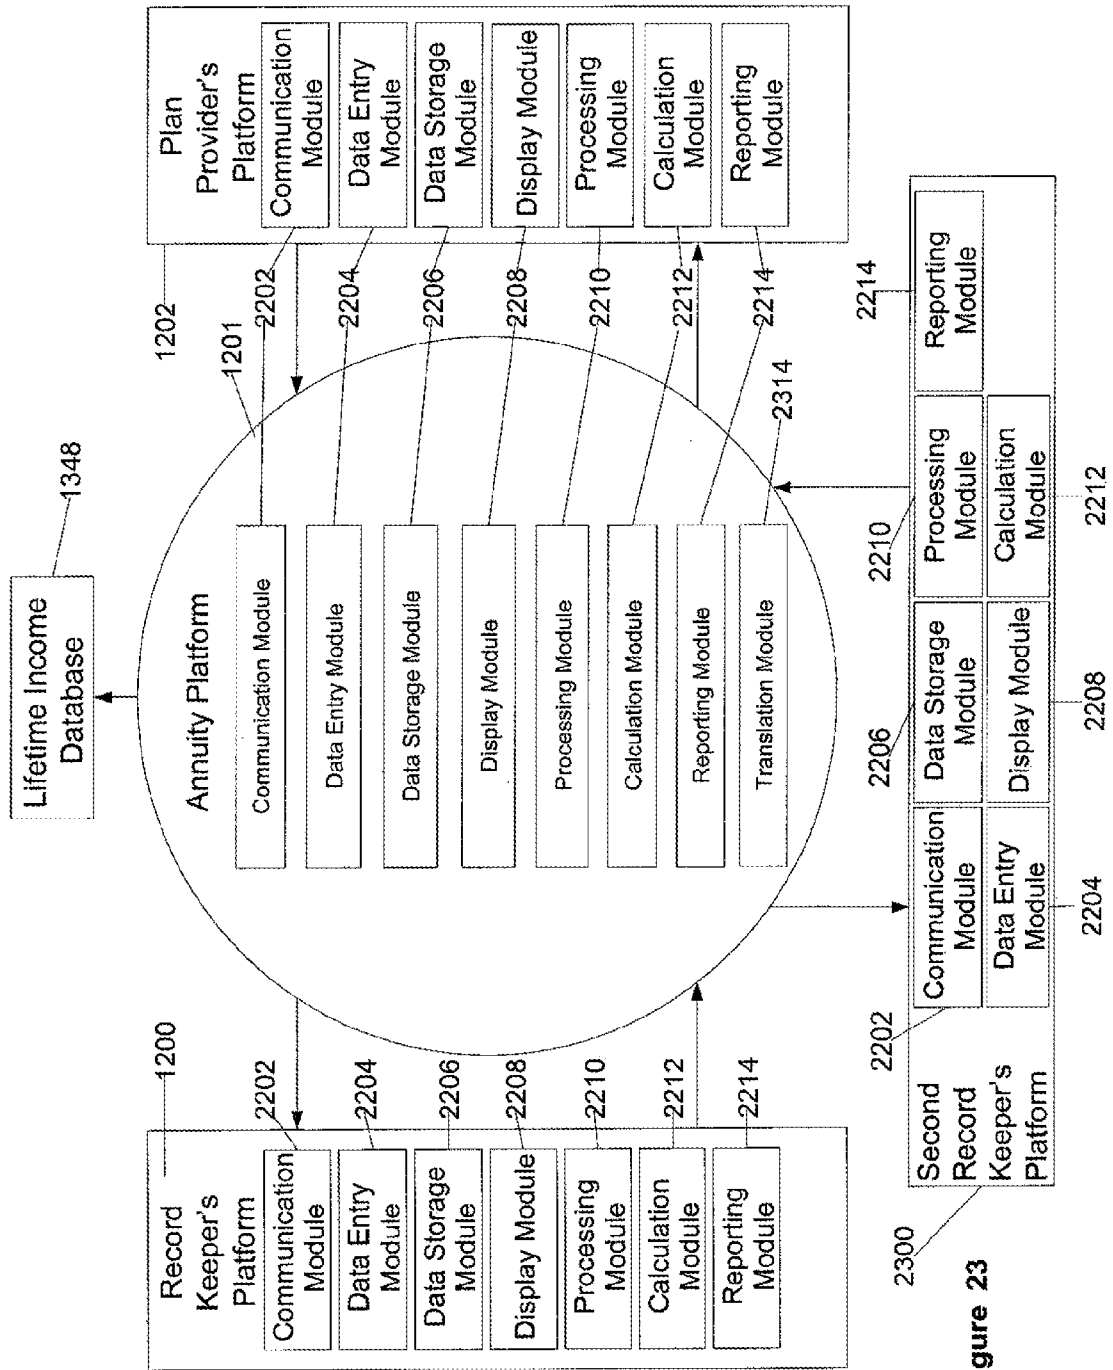 Lifetime Income
Database
1348
Record
Keeper's
Platform
1200
Communication
Module
2202
Data Entry
Module
2204
Data Storage
Module
2206
Display Module
2208
Processing
Module
2210
Calculation
Module
2212
Reporting
Module
2214
Annuity Platform
1201
Communication Module
2202
Data Entry Module
2204
Data Storage Module
2206
Display Module
2208
Processing Module
2210
Calculation Module
2212
Reporting Module
2214
Translation Module
2314
Plan
Provider's
Platform
1202
Communication
Module
Data Entry
Module
Data Storage
Module
Display Module
Processing
Module
Calculation
Module
Reporting
Module
Second
Record
Keeper's
Platform
2300
2202
Communication
Module
2206
Data Storage
Module
2210
Processing
Module
2214
Reporting
Module
Data Entry
Module
2204
Display Module
2208
Calculation
Module
2212
gure 23